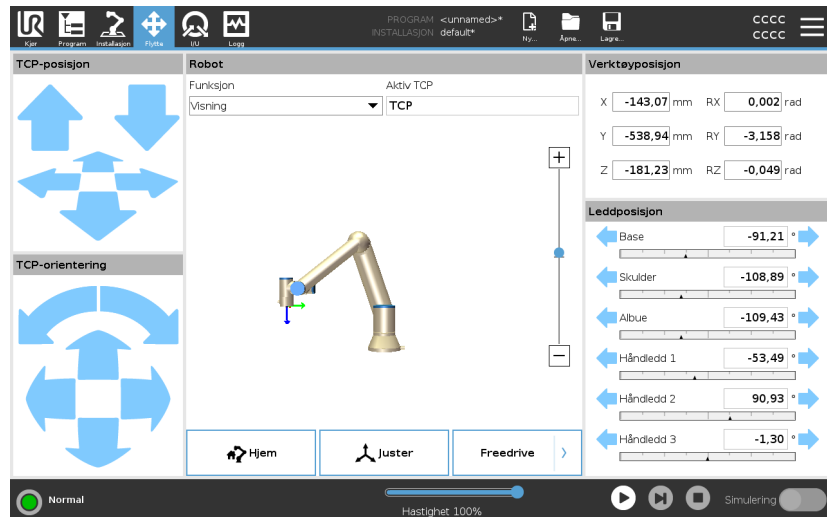 UR
Kjør Program Installasjon Flytte I/U Logg
PROGRAM <unnamed>*
INSTALLASJON default*
Ny... Åpne... Lagre...
cccc
cccc
TCP-posisjon
TCP-orientering
Robot
Funksjon Aktiv TCP
Visning TCP
+
−
Hjem Juster Freedrive >
Verktøyposisjon
X -143,07 mm RX 0,002 rad
Y -538,94 mm RY -3,158 rad
Z -181,23 mm RZ -0,049 rad
Leddposisjon
Base -91,21 °
Skulder -108,89 °
Albue -109,43 °
Håndledd 1 -53,49 °
Håndledd 2 90,93 °
Håndledd 3 -1,30 °
Normal
Hastighet 100%
Simulering